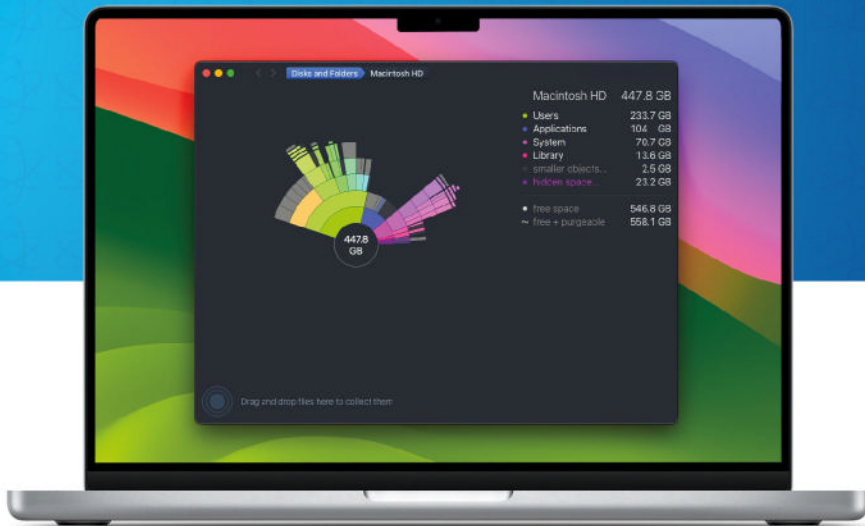 Disks and Folders Macintosh HD
Macintosh HD 447.8 GB
Users 233.7 GB
Applications 104 GB
System 70.7 GB
Library 13.6 GB
smaller objects... 2.5 GB
hidden space... 23.2 GB
free space 546.8 GB
~ free + purgeable 558.1 GB
447.8
GB
Drag and drop files here to collect them